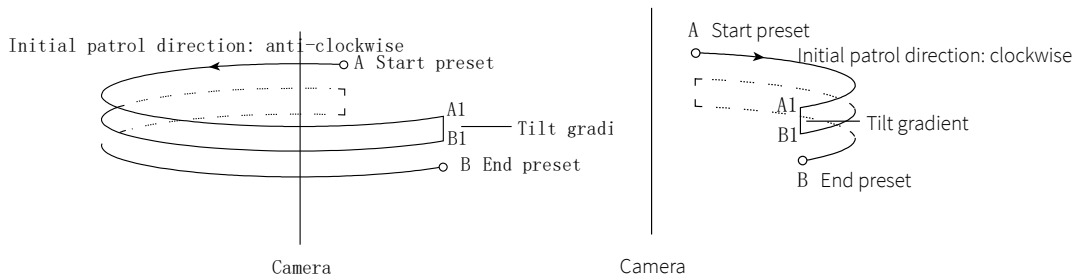 Initial patrol direction: anti-clockwise
A Start preset
A1
B1
Tilt gradi
B End preset
Camera
A Start preset
Initial patrol direction: clockwise
A1
B1
Tilt gradient
B End preset
Camera